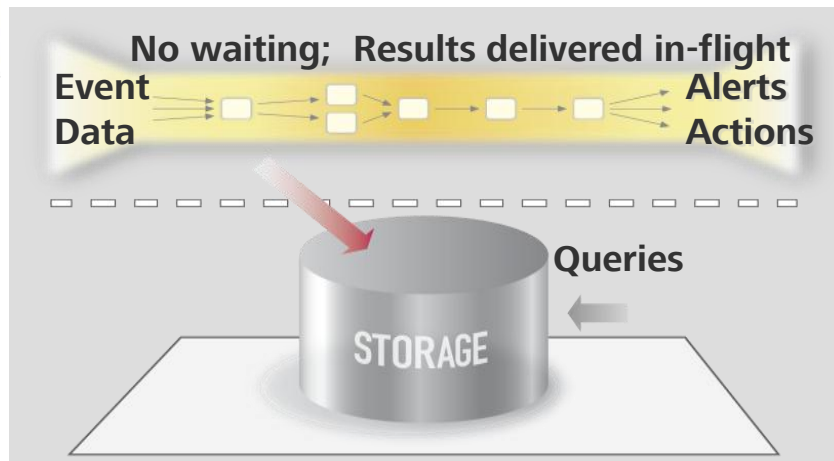 No waiting;  Results delivered in-flight
Event
Data
Alerts
Actions
Queries
STORAGE